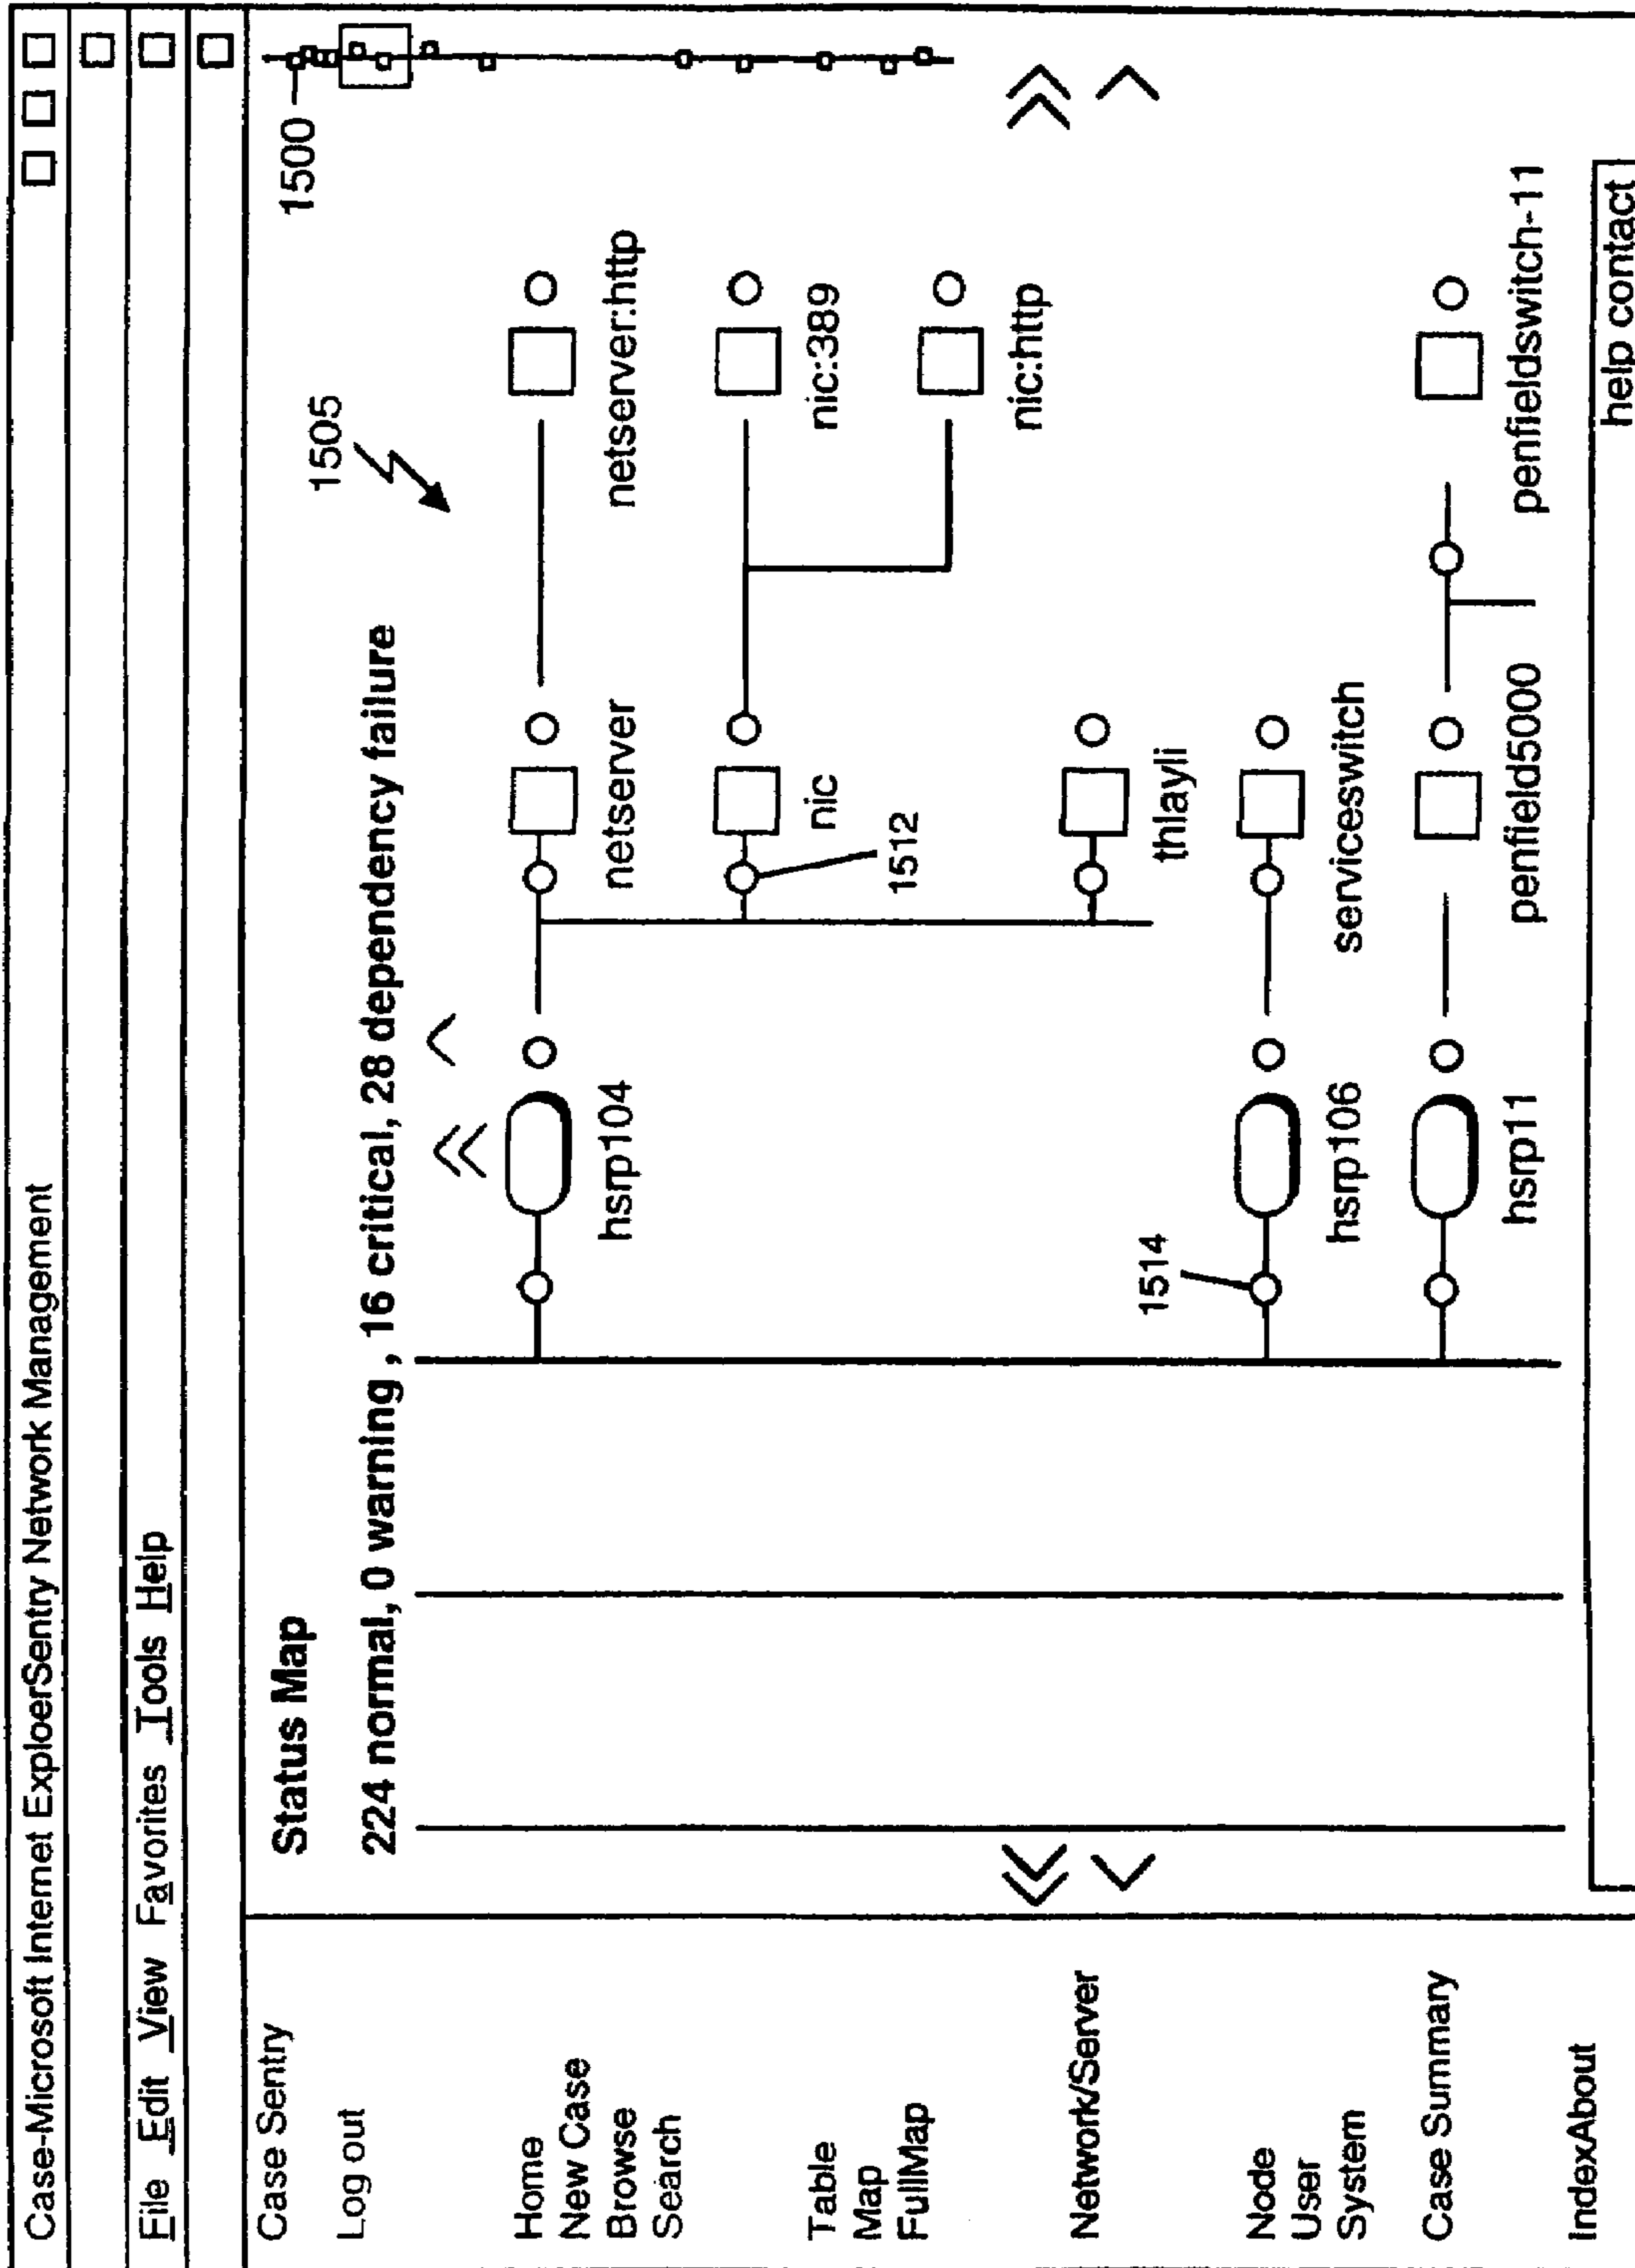 Case-Microsoft Internet ExploerSentry Network Management
File Edit View Favorites Tools Help
Case Sentry
Log out
Home
New Case
Browse
Search
Table
Map
FullMap
Network/Server
Node
User
System
Case Summary
IndexAbout
Status Map
224 normal, 0 warning , 16 critical, 28 dependency failure
1500
1505
hsrp104
netserver
netserver:http
nic
nic:389
1512
nic:http
thlayli
1514
hsrp106
serviceswitch
hsrp11
penfield5000
penfieldswitch-11
help contact